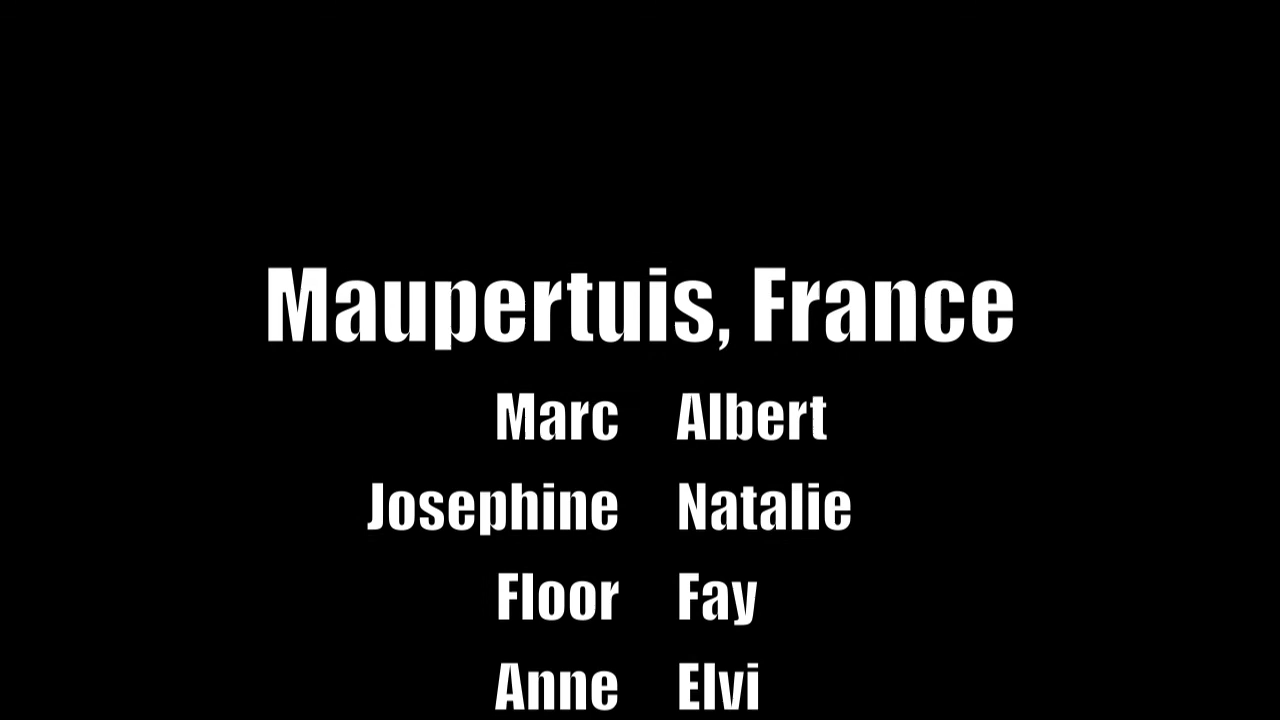 Maupertuis, France
Marc Albert
Josephine Natalie
Floor Fay
Anne Elvi